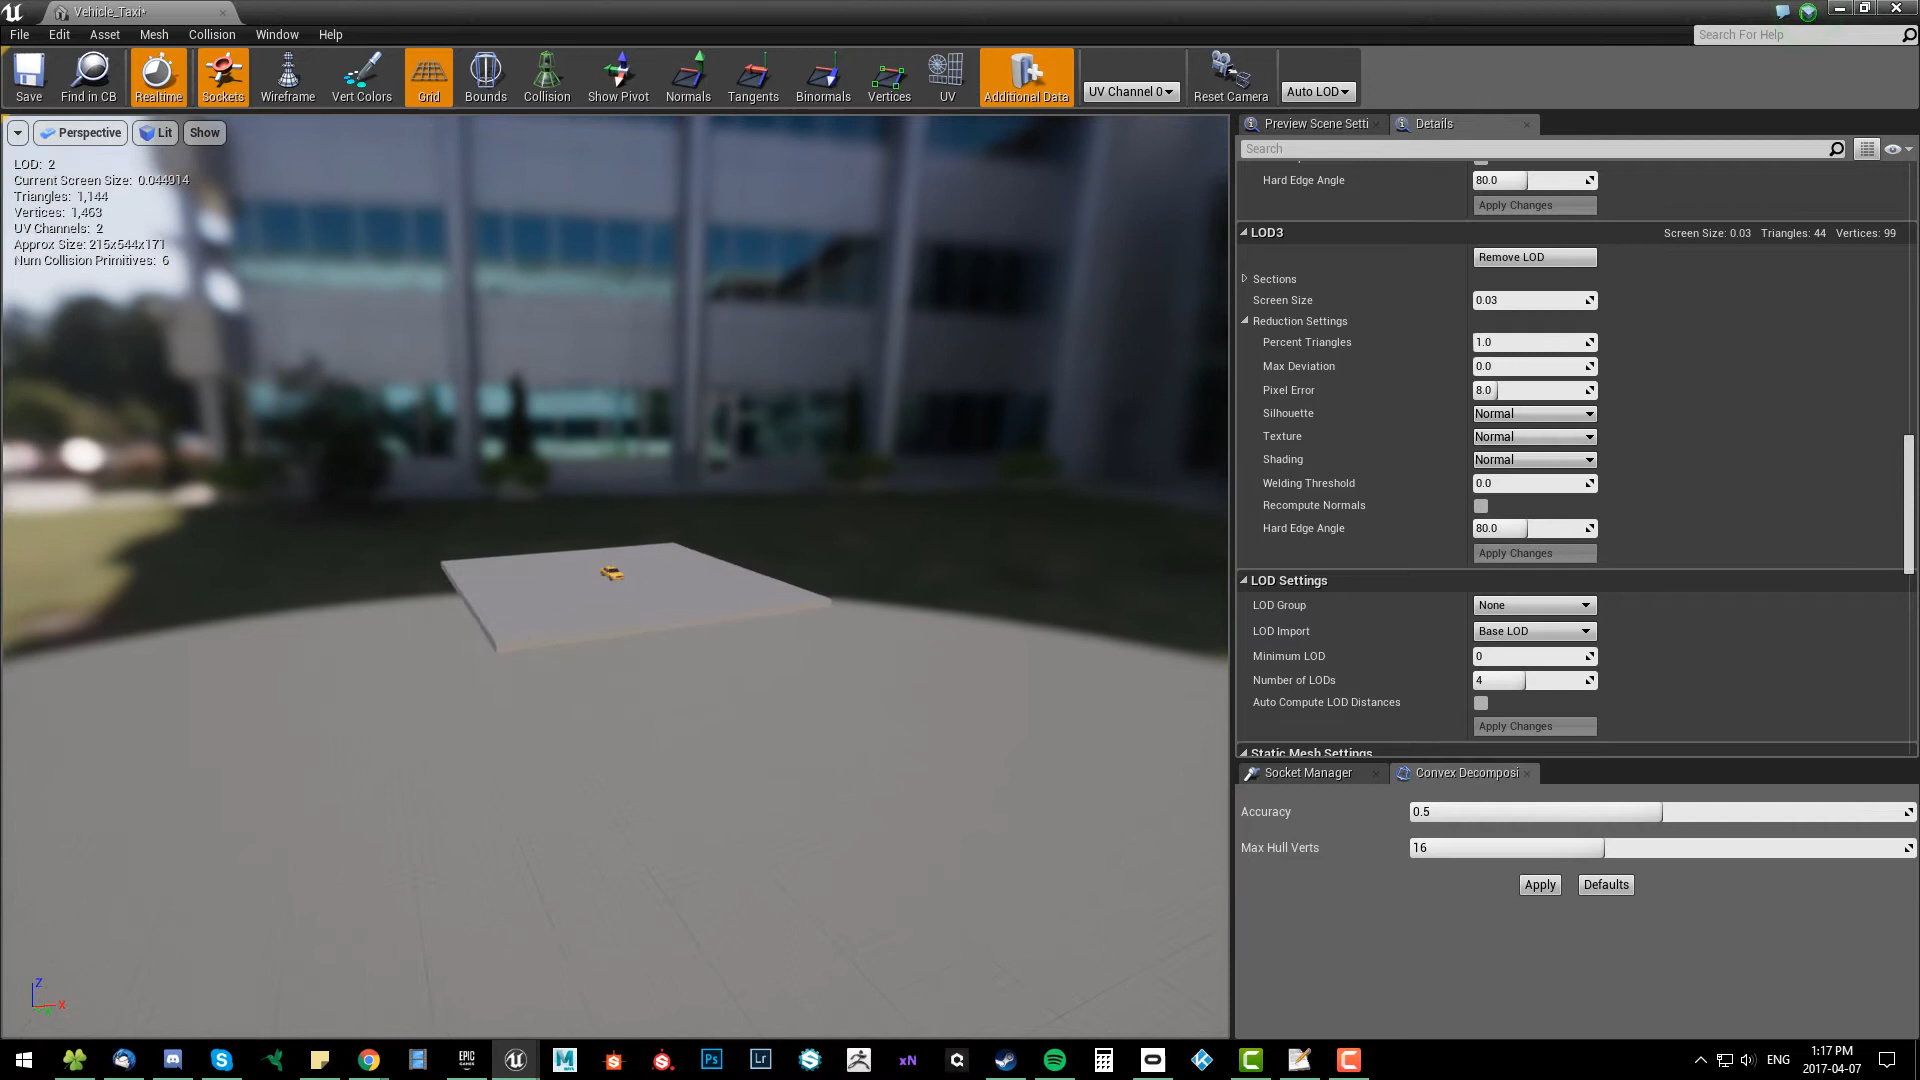 Vehicle_Taxi*
File Edit Asset Mesh Collision Window Help
Search For Help
Save Find in CB Realtime Sockets Wireframe Vert Colors Grid Bounds Collision Show Pivot Normals Tangents Binormals Vertices UV Additional Data UV Channel 0 Reset Camera Auto LOD
Perspective Lit Show
LOD: 2
Current Screen Size: 0.044914
Triangles: 1,144
Vertices: 1,463
UV Channels: 2
Approx Size: 215x544x171
Num Collision Primitives: 6
Z
X
Preview Scene Setti Details
Search
Hard Edge Angle 80.0
Apply Changes
LOD3 Screen Size: 0.03 Triangles: 44 Vertices: 99
Remove LOD
Sections
Screen Size 0.03
Reduction Settings
Percent Triangles 1.0
Max Deviation 0.0
Pixel Error 8.0
Silhouette Normal
Texture Normal
Shading Normal
Welding Threshold 0.0
Recompute Normals
Hard Edge Angle 80.0
Apply Changes
LOD Settings
LOD Group None
LOD Import Base LOD
Minimum LOD 0
Number of LODs 4
Auto Compute LOD Distances
Apply Changes
Static Mesh Settings
Socket Manager Convex Decomposi
Accuracy 0.5
Max Hull Verts 16
Apply Defaults
EPIC GAMES
Ps
Lr
xN
ENG
1:17 PM
2017-04-07